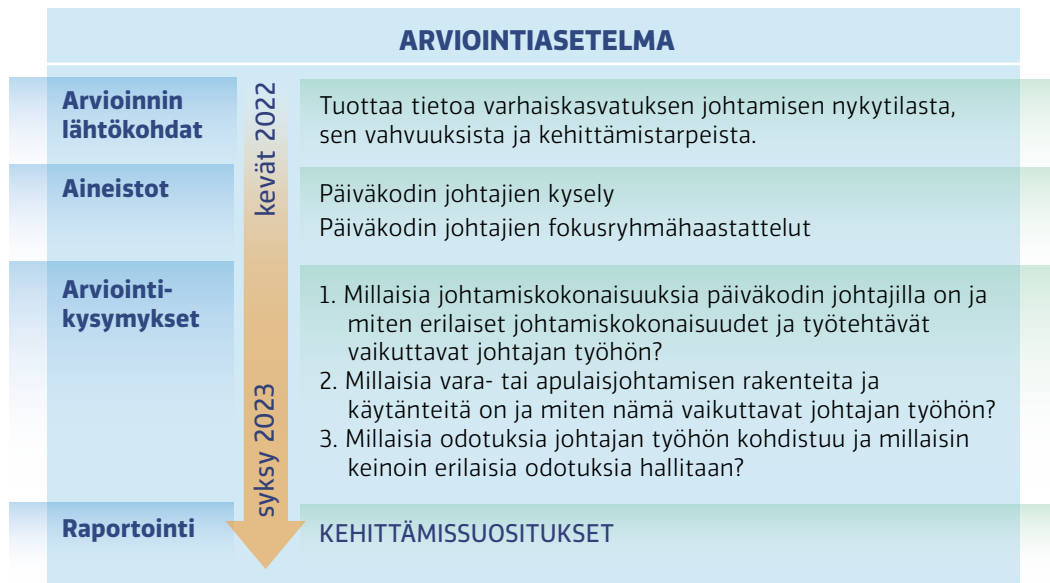 ARVIOINTIASETELMA
Arvioinnin
lähtökohdat
kevät 2022
Tuottaa tietoa varhaiskasvatuksen johtamisen nykytilasta,
sen vahvuuksista ja kehittämistarpeista.
Aineistot
Päiväkodin johtajien kysely
Päiväkodin johtajien fokusryhmähaastattelut
Arviointi-
kysymykset
1. Millaisia johtamiskokonaisuuksia päiväkodin johtajilla on ja
miten erilaiset johtamiskokonaisuudet ja työtehtävät
vaikuttavat johtajan työhön?
2. Millaisia vara- tai apulaisjohtamisen rakenteita ja
käytänteitä on ja miten nämä vaikuttavat johtajan työhön?
3. Millaisia odotuksia johtajan työhön kohdistuu ja millaisin
keinoin erilaisia odotuksia hallitaan?
syksy 2023
Raportointi
KEHITTÄMISSUOSITUKSET